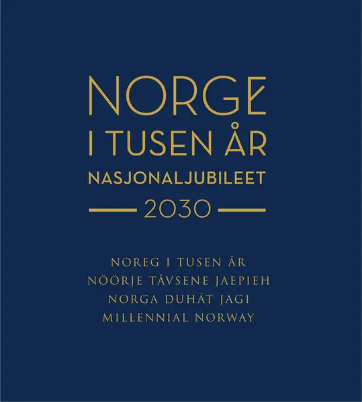 NORGE
I TUSEN ÅR
NASJONALJUBILEET
2030
NOREG I TUSEN ÅR
NÖÖRJE TÁVSENE JAEPIEH
NORGA DUHÁT JAGI
MILLENNIAL NORWAY